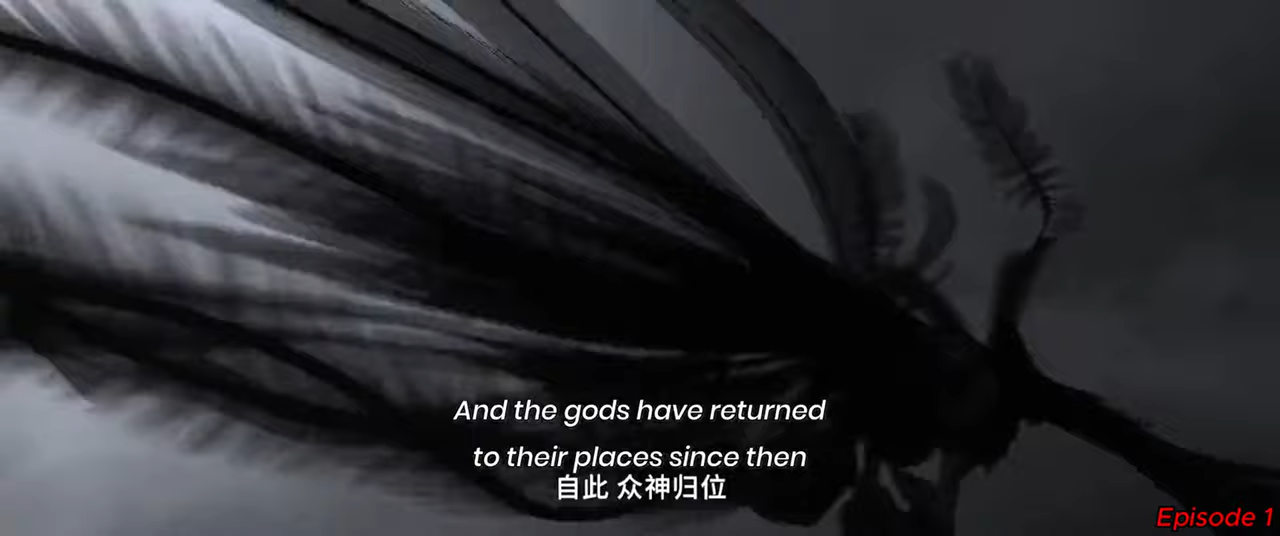 And the gods have returned
to their places since then
自此 众神归位
Episode 1